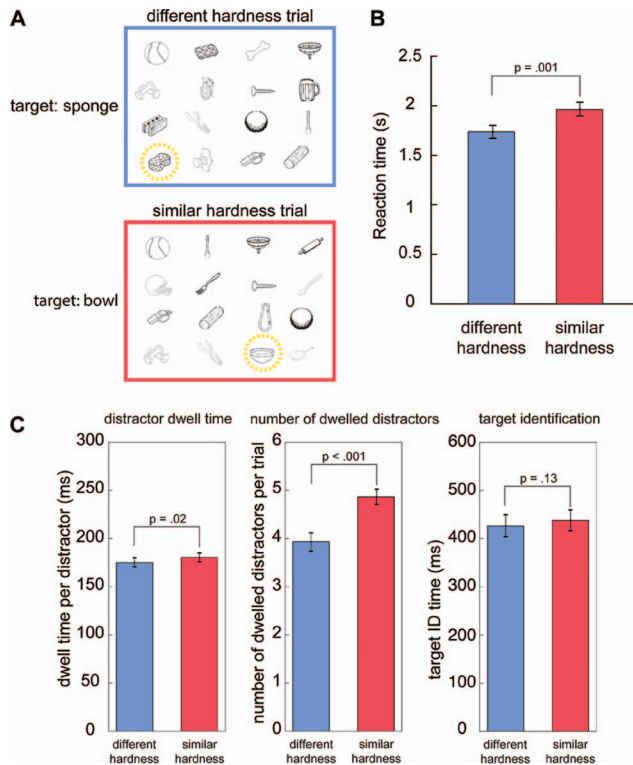 A
different hardness trial
target: sponge
similar hardness trial
target: bowl
B
2.5
2
1.5
1
0.5
0
Reaction time (s)
p = .001
different
hardness
similar
hardness
C
distractor dwell time
300
250
200
150
100
50
0
dwell time per distractor (ms)
p = .02
different
hardness
similar
hardness
number of dwelled distractors
6
5
4
3
2
1
0
number of dwelled distractors per trial
p < .001
different
hardness
similar
hardness
target identification
600
500
400
300
200
100
0
target ID time (ms)
p = .13
different
hardness
similar
hardness